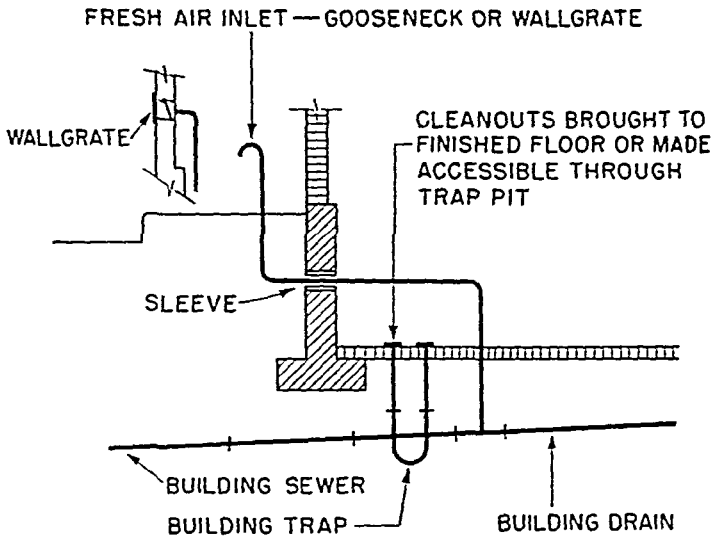 FRESH AIR INLET — GOOSENECK OR WALLGRATE
WALLGRATE
CLEANOUTS BROUGHT TO
FINISHED FLOOR OR MADE
ACCESSIBLE THROUGH
TRAP PIT
SLEEVE
BUILDING SEWER
BUILDING TRAP
BUILDING DRAIN